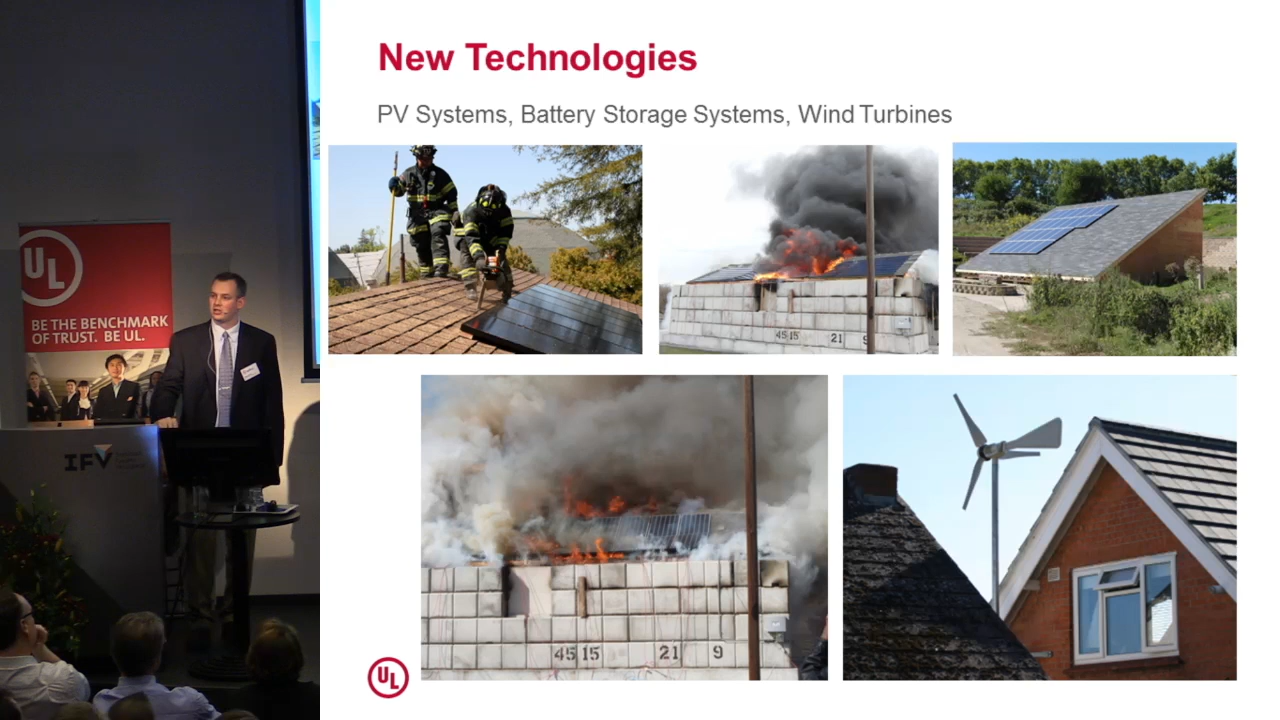 New Technologies
PV Systems, Battery Storage Systems, Wind Turbines
UL
BE THE BENCHMARK
OF TRUST. BE UL.
IFV
45 15
21
9
45 15
21
9
UL